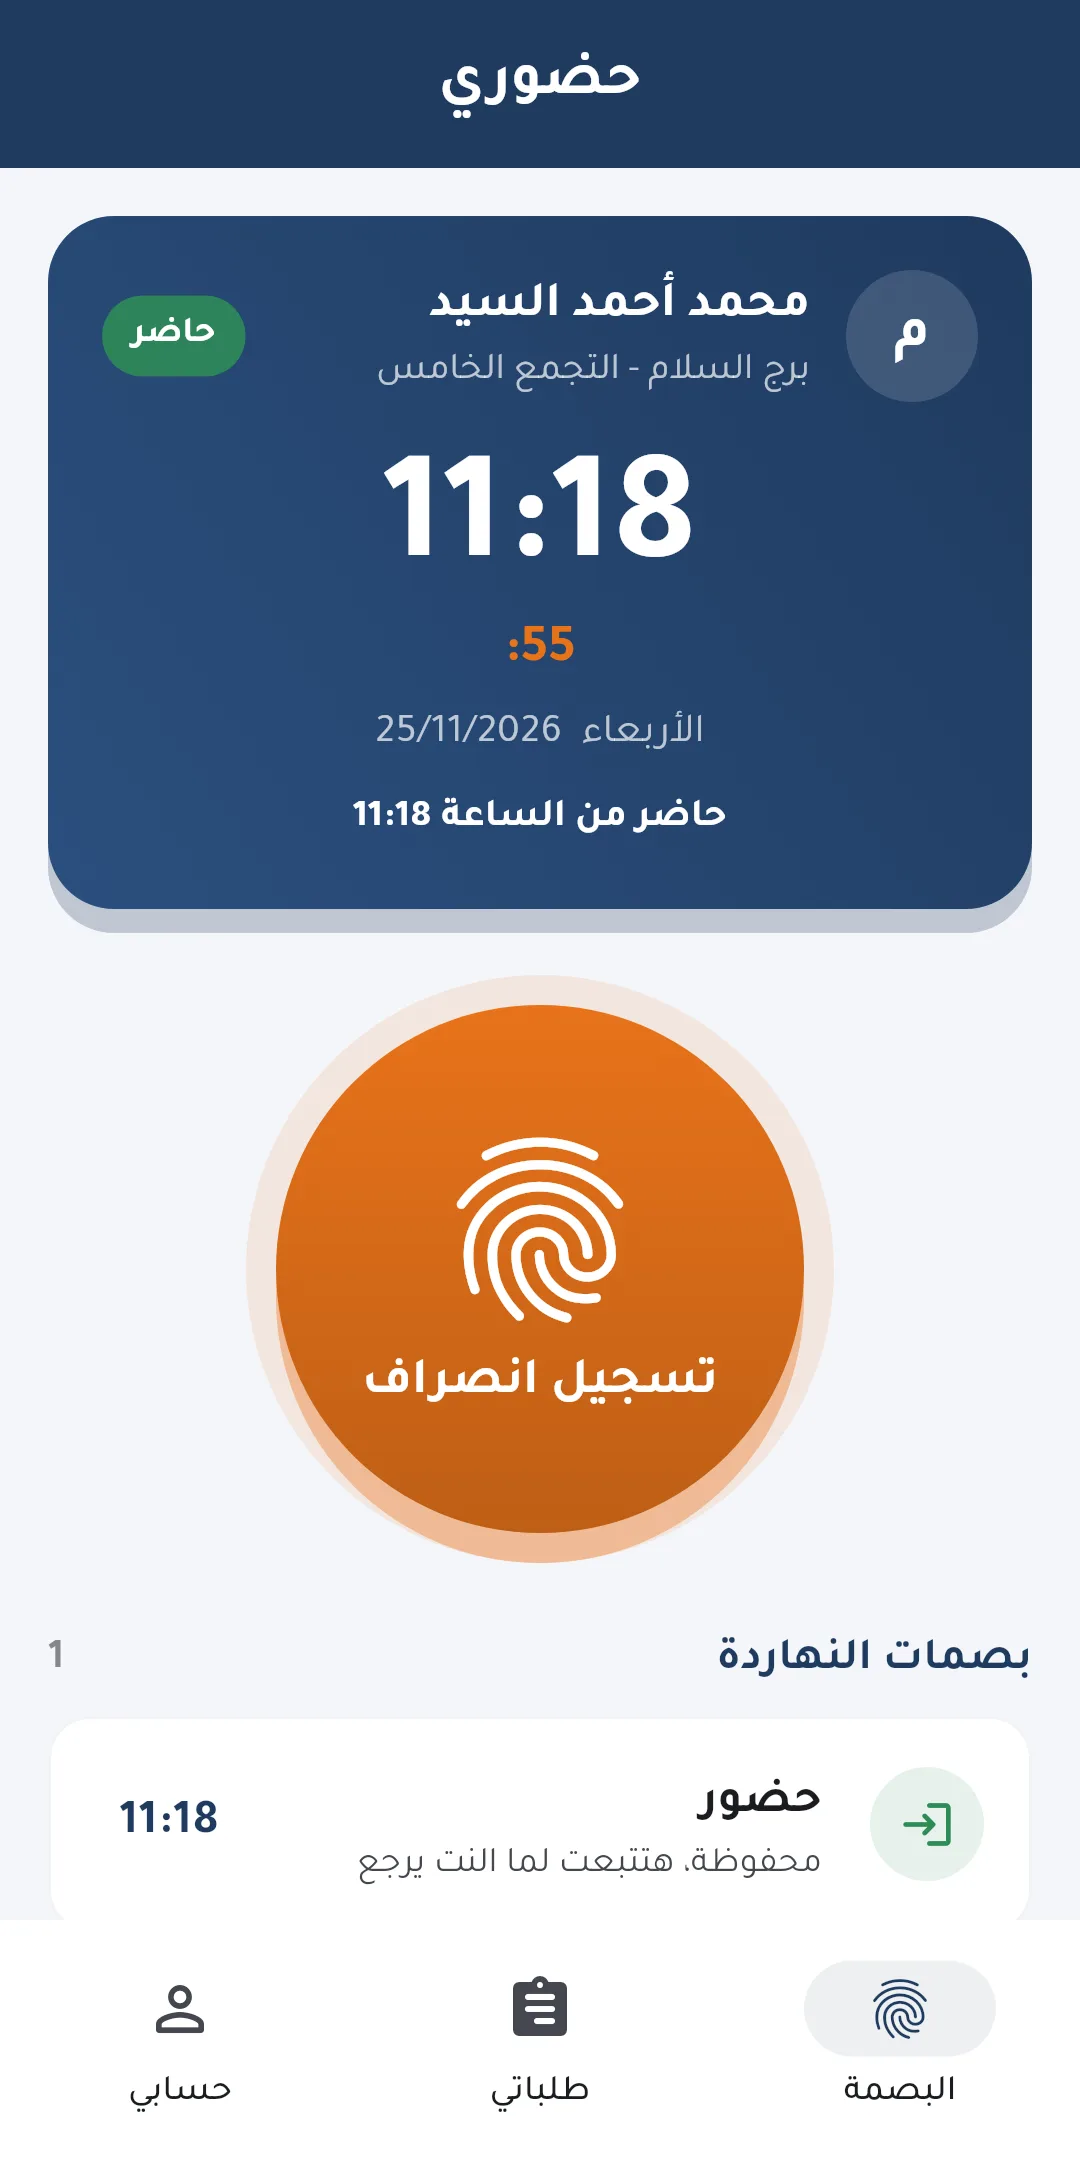 حضوري
م
محمد أحمد السيد
برج السلام - التجمع الخامس
حاضر
11:18
:55
الأربعاء 25/11/2026
حاضر من الساعة 11:18
تسجيل انصراف
بصمات النهاردة
1
حضور
محفوظة، هتتبعت لما النت يرجع
11:18
البصمة
طلباتي
حسابي